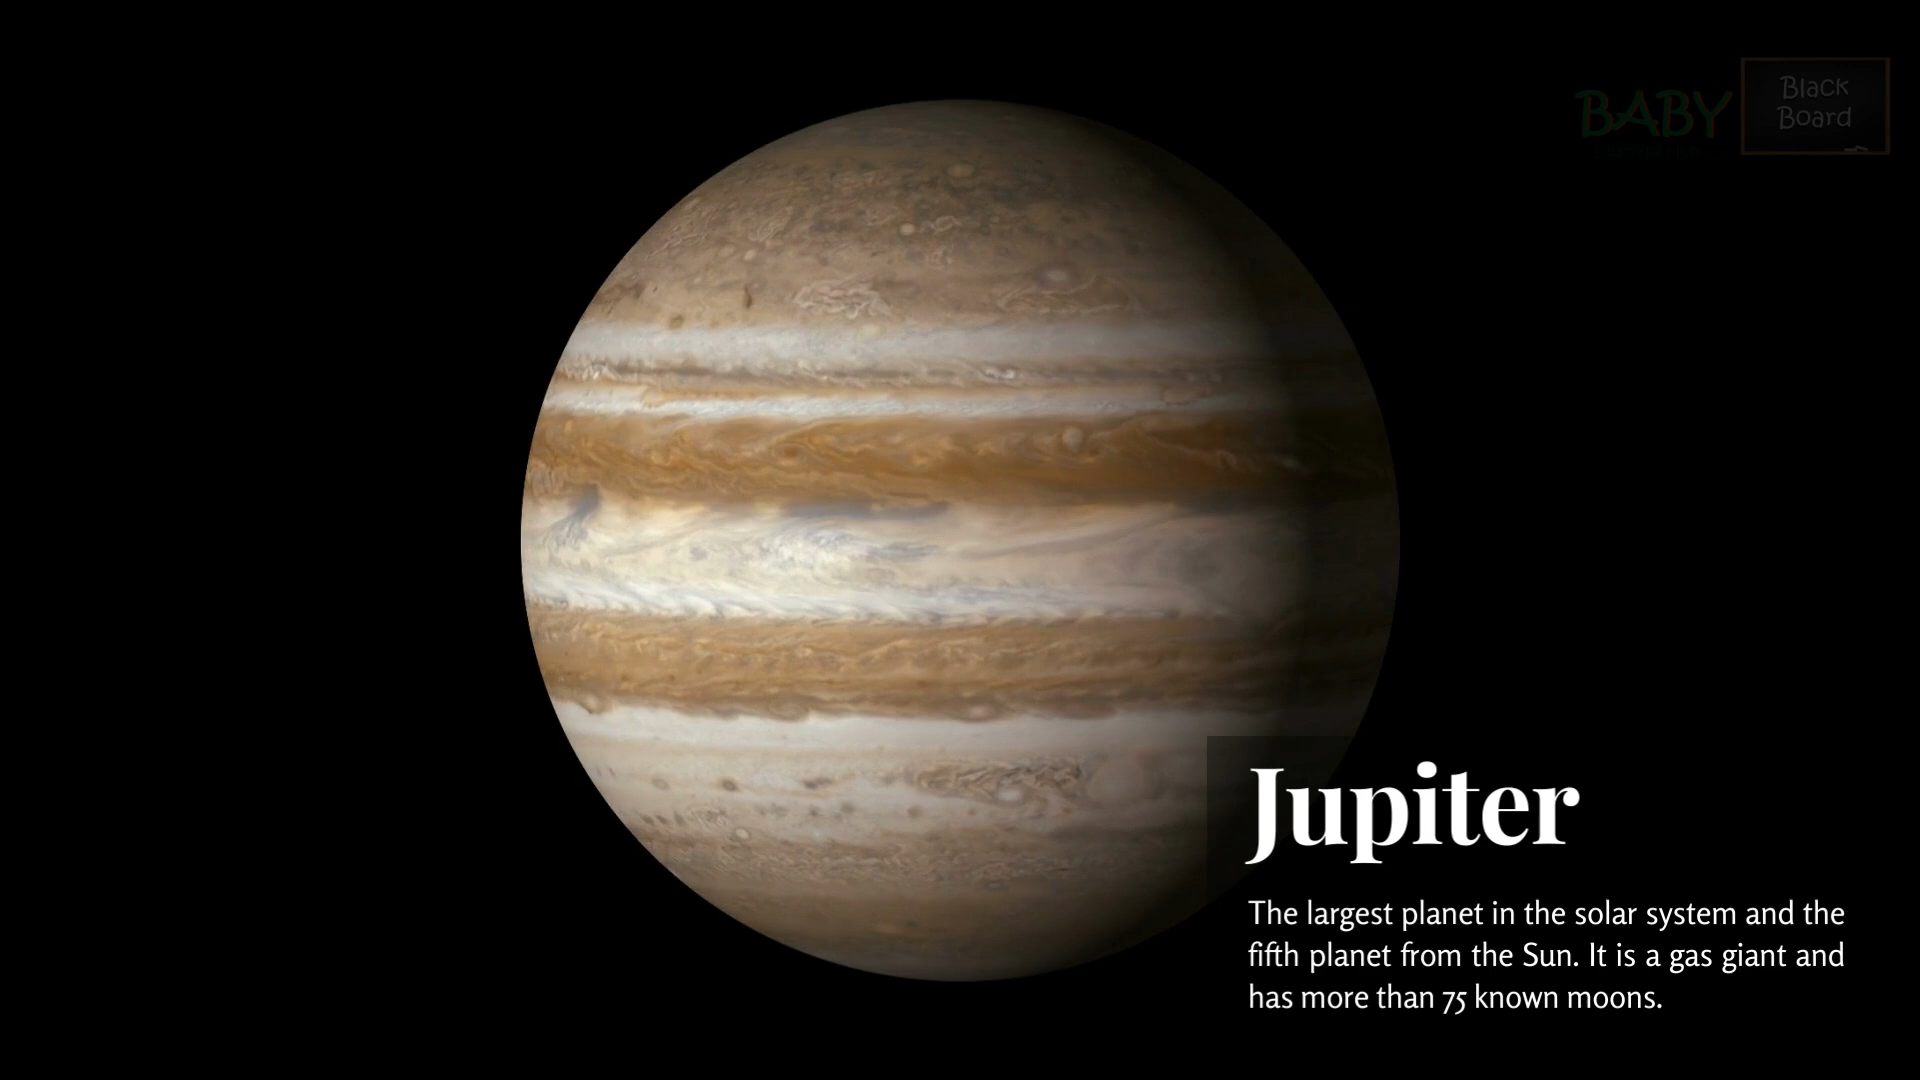 BABY
Black
Board
Jupiter
The largest planet in the solar system and the
fifth planet from the Sun. It is a gas giant and
has more than 75 known moons.